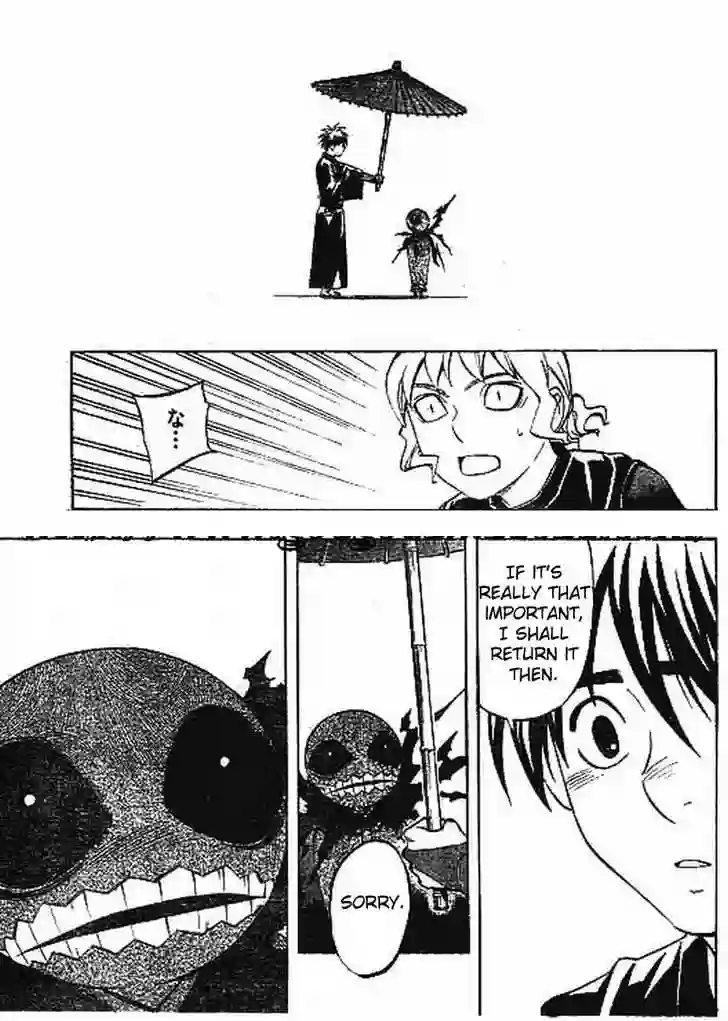 な…
IF IT'S
REALLY THAT
IMPORTANT,
I SHALL
RETURN IT
THEN.
SORRY.